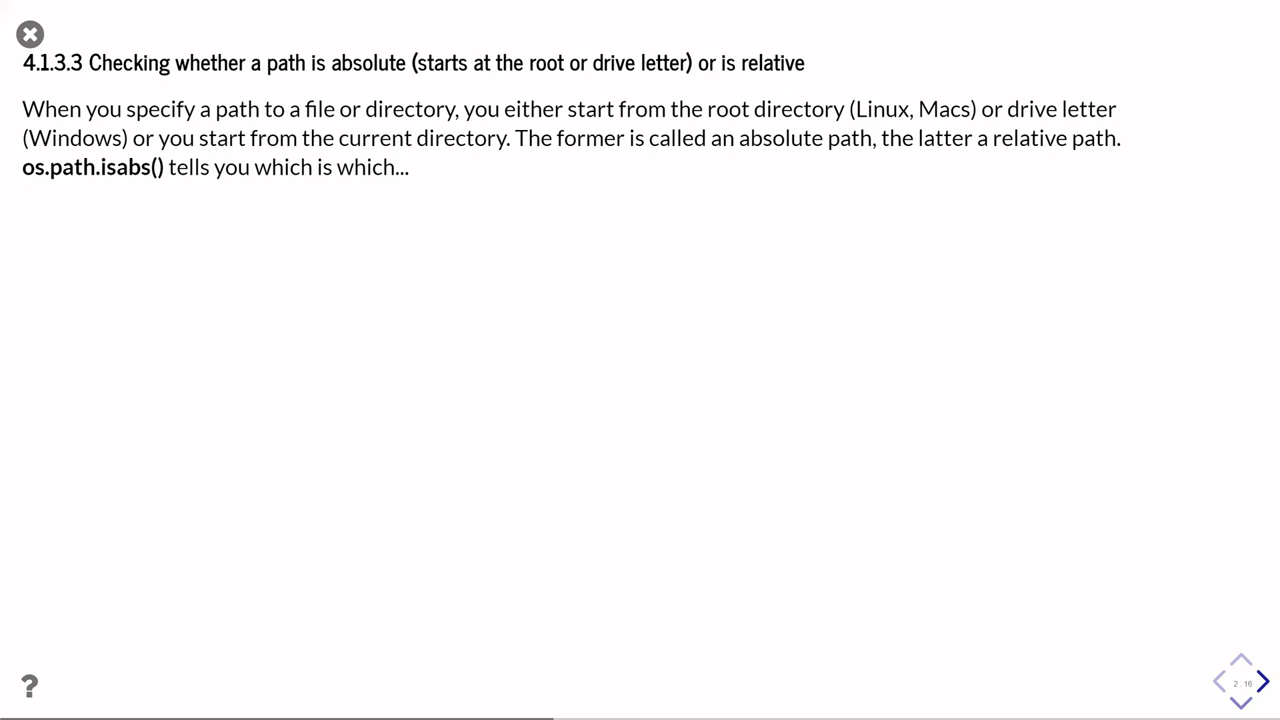 4.1.3.3 Checking whether a path is absolute (starts at the root or drive letter) or is relative
When you specify a path to a file or directory, you either start from the root directory (Linux, Macs) or drive letter
(Windows) or you start from the current directory. The former is called an absolute path, the latter a relative path.
os.path.isabs() tells you which is which...
?
2.16